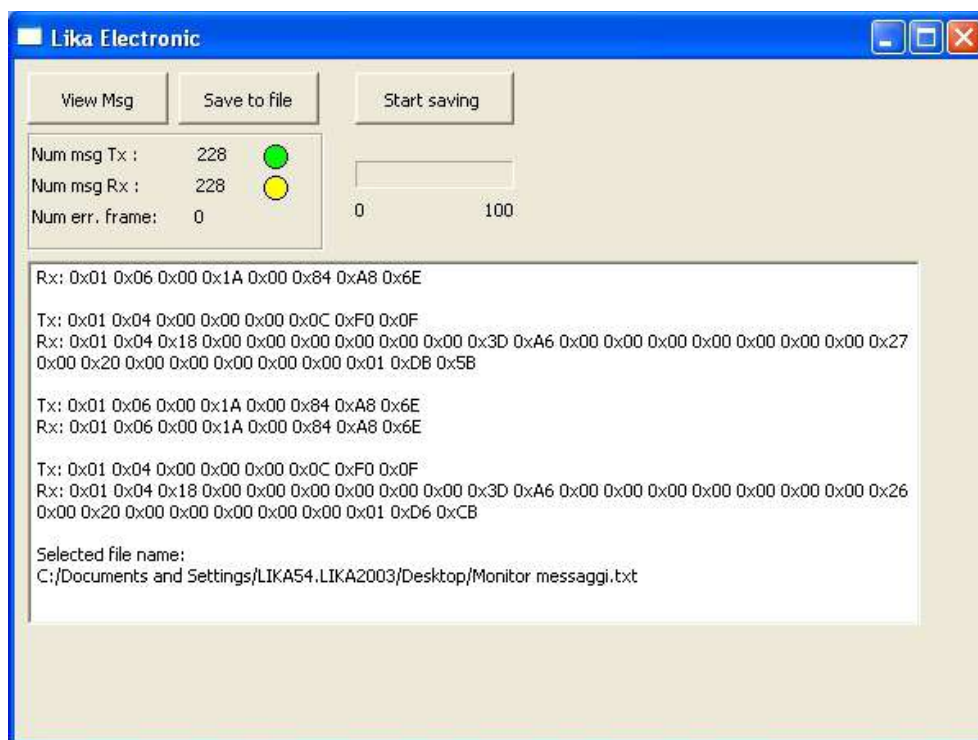 Lika Electronic
View Msg Save to file Start saving
Num msg Tx : 228
Num msg Rx : 228
Num err. frame: 0
0 100
Rx: 0x01 0x06 0x00 0x1A 0x00 0x84 0xA8 0x6E
Tx: 0x01 0x04 0x00 0x00 0x00 0x0C 0xF0 0x0F
Rx: 0x01 0x04 0x18 0x00 0x00 0x00 0x00 0x00 0x00 0x00 0x3D 0xA6 0x00 0x00 0x00 0x00 0x00 0x00 0x00 0x27
0x00 0x20 0x00 0x00 0x00 0x00 0x00 0x01 0xDB 0x5B
Tx: 0x01 0x06 0x00 0x1A 0x00 0x84 0xA8 0x6E
Rx: 0x01 0x06 0x00 0x1A 0x00 0x84 0xA8 0x6E
Tx: 0x01 0x04 0x00 0x00 0x00 0x0C 0xF0 0x0F
Rx: 0x01 0x04 0x18 0x00 0x00 0x00 0x00 0x00 0x00 0x00 0x3D 0xA6 0x00 0x00 0x00 0x00 0x00 0x00 0x00 0x26
0x00 0x20 0x00 0x00 0x00 0x00 0x00 0x01 0xD6 0xCB
Selected file name:
C:/Documents and Settings/LIKA54.LIKA2003/Desktop/Monitor messaggi.txt